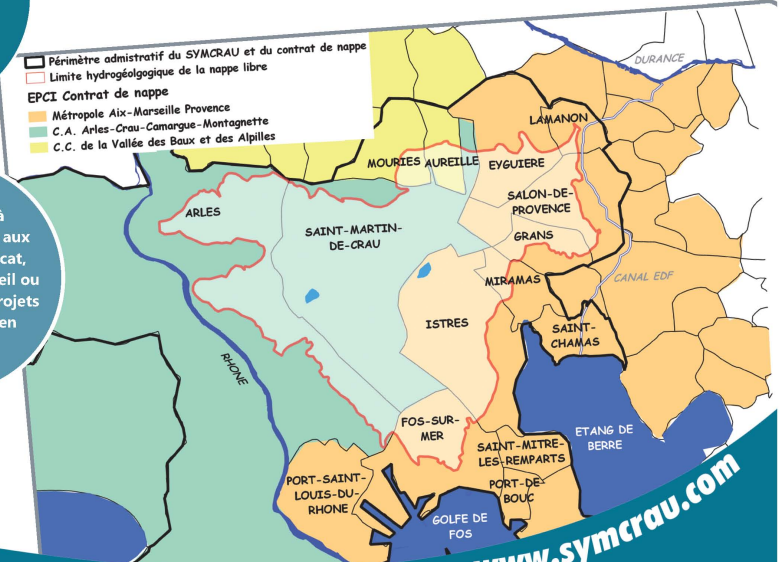 Périmètre admistratif du SYMCRAU et du contrat de nappe
Limite hydrogélgogique de la nappe libre
EPCI Contrat de nappe
Métropole Aix-Marseille Provence
C.A. Arles-Crau-Camargue-Montagnette
C.C. de la Vallée des Baux et des Alpilles
DURANCE
LAMANON
MOURIES
AUREILLE
EYGUIERE
ARLES
SALON-DE-
PROVENCE
SAINT-MARTIN-
DE-CRAU
GRANS
à
aux
cat,
eil ou
rojets
en
MIRAMAS
CANAL EDF
ISTRES
SAINT-
CHAMAS
RHONE
FOS-SUR-
MER
ETANG DE
BERRE
SAINT-MITRE-
LES-REMPARTS
PORT-SAINT-
LOUIS-DU-
RHONE
PORT-DE-
BOUC
GOLFE DE
FOS
www.symcrau.com